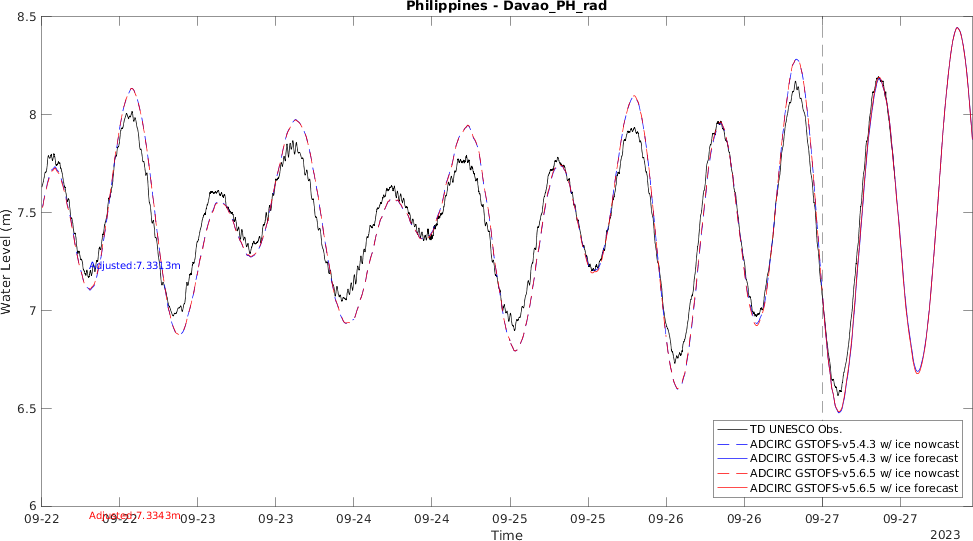 Philippines - Davao_PH_rad
Water Level (m)
8.5
8
7.5
7
6.5
6
Adjusted:7.3313m
Adjusted:7.3343m
TD UNESCO Obs.
ADCIRC GSTOFS-v5.4.3 w/ ice nowcast
ADCIRC GSTOFS-v5.4.3 w/ ice forecast
ADCIRC GSTOFS-v5.6.5 w/ ice nowcast
ADCIRC GSTOFS-v5.6.5 w/ ice forecast
09-22 09-22 09-23 09-23 09-24 09-24 09-25 09-25 09-26 09-26 09-27 09-27
Time
2023